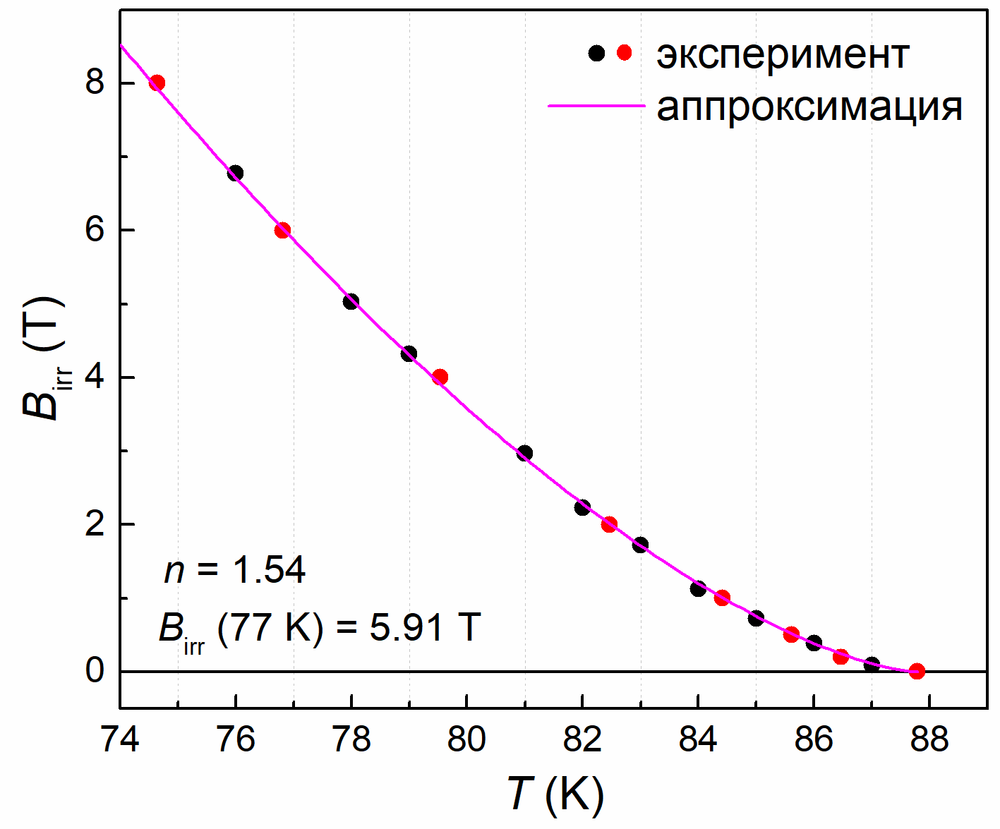 эксперимент
аппроксимация
8
6
4
2
0
B_irr (T)
n = 1.54
B_irr (77 K) = 5.91 T
74 76 78 80 82 84 86 88
T (K)